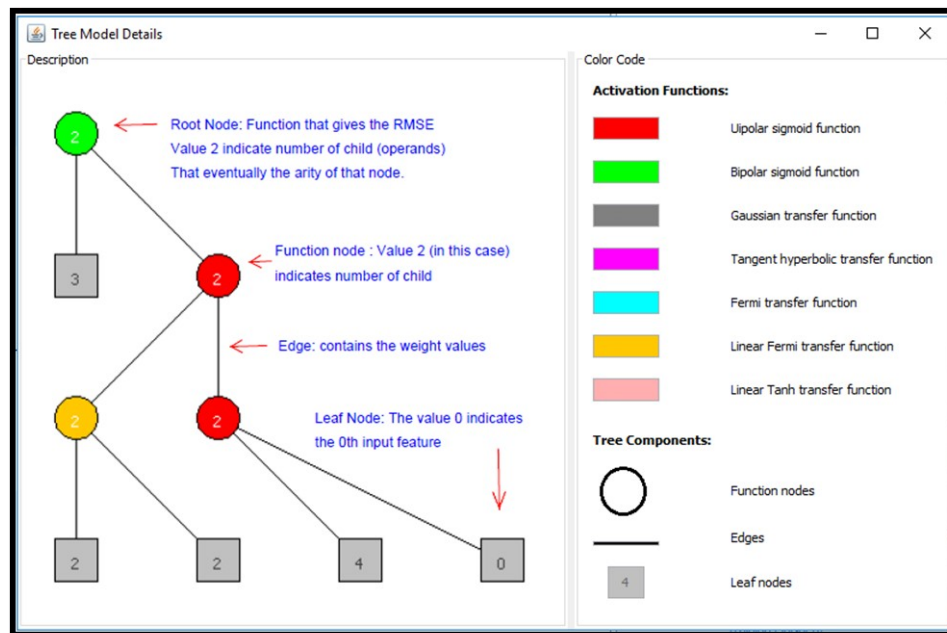 Tree Model Details
Description
2
Root Node: Function that gives the RMSE
Value 2 indicate number of child (operands)
That eventually the arity of that node.
3
2
Function node : Value 2 (in this case)
indicates number of child
Edge: contains the weight values
2
2
Leaf Node: The value 0 indicates
the 0th input feature
2
2
4
0
Color Code
Activation Functions:
Uipolar sigmoid function
Bipolar sigmoid function
Gaussian transfer function
Tangent hyperbolic transfer function
Fermi transfer function
Linear Fermi transfer function
Linear Tanh transfer function
Tree Components:
Function nodes
Edges
4
Leaf nodes